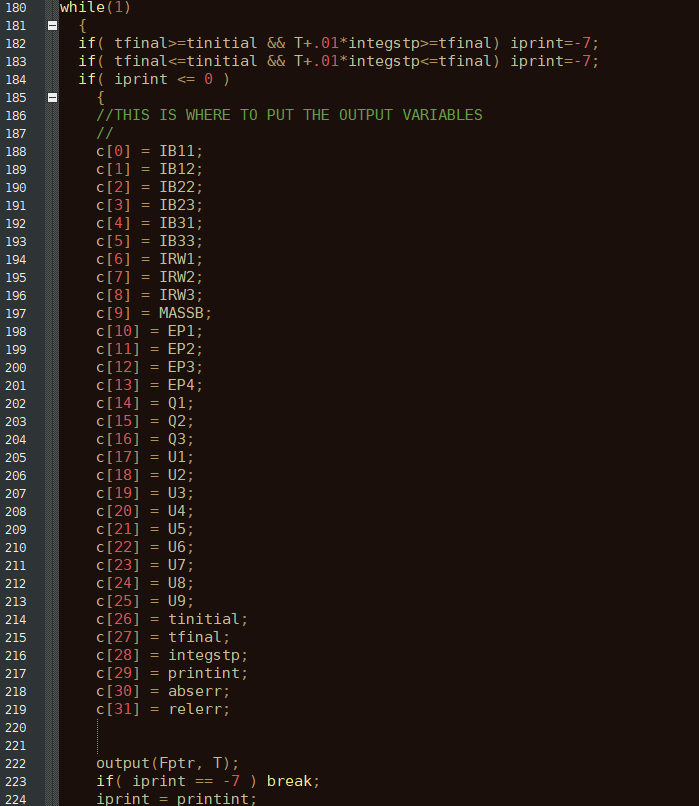 180 while(1)
181 {
182 if( tfinal>=tinitial && T+.01*integstp>=tfinal) iprint=-7;
183 if( tfinal<=tinitial && T+.01*integstp<=tfinal) iprint=-7;
184 if( iprint <= 0 )
185 {
186 //THIS IS WHERE TO PUT THE OUTPUT VARIABLES
187 //
188 c[0] = IB11;
189 c[1] = IB12;
190 c[2] = IB22;
191 c[3] = IB23;
192 c[4] = IB31;
193 c[5] = IB33;
194 c[6] = IRW1;
195 c[7] = IRW2;
196 c[8] = IRW3;
197 c[9] = MASSB;
198 c[10] = EP1;
199 c[11] = EP2;
200 c[12] = EP3;
201 c[13] = EP4;
202 c[14] = Q1;
203 c[15] = Q2;
204 c[16] = Q3;
205 c[17] = U1;
206 c[18] = U2;
207 c[19] = U3;
208 c[20] = U4;
209 c[21] = U5;
210 c[22] = U6;
211 c[23] = U7;
212 c[24] = U8;
213 c[25] = U9;
214 c[26] = tinitial;
215 c[27] = tfinal;
216 c[28] = integstp;
217 c[29] = printint;
218 c[30] = abserr;
219 c[31] = relerr;
220
221
222 output(Fptr, T);
223 if( iprint == -7 ) break;
224 iprint = printint;